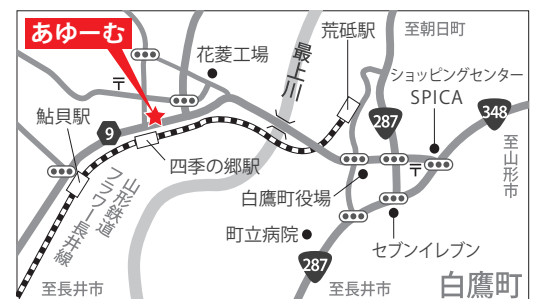 あゆーむ
荒砥駅
至朝日町
花菱工場
最上川
〒
ショッピングセンター
SPICA
鮎貝駅
9
287
348
至山形市
四季の郷駅
〒
白鷹町役場
山形鉄道
フラワー長井線
町立病院
セブンイレブン
287
至長井市
至長井市
白鷹町